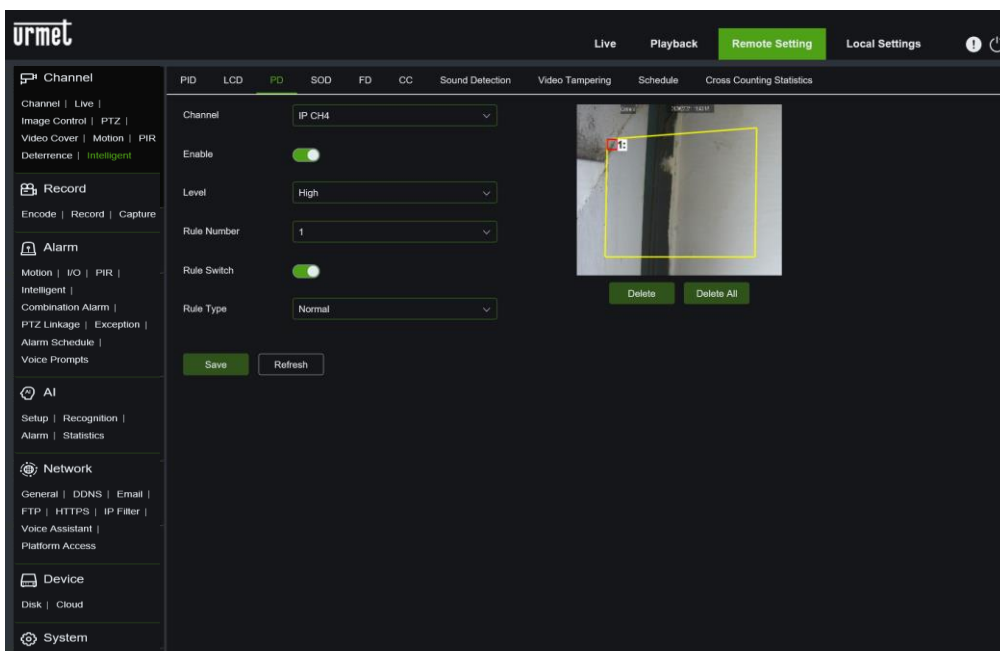 urmet
Live Playback Remote Setting Local Settings
Channel
Channel | Live |
Image Control | PTZ |
Video Cover | Motion | PIR
Deterrence | Intelligent
Record
Encode | Record | Capture
Alarm
Motion | I/O | PIR |
Intelligent |
Combination Alarm |
PTZ Linkage | Exception |
Alarm Schedule |
Voice Prompts
AI
Setup | Recognition |
Alarm | Statistics
Network
General | DDNS | Email |
FTP | HTTPS | IP Filter |
Voice Assistant |
Platform Access
Device
Disk | Cloud
System
PID LCD PD SOD FD CC Sound Detection Video Tampering Schedule Cross Counting Statistics
Channel IP CH4
Enable
Level High
Rule Number 1
Rule Switch
Rule Type Normal
Save Refresh
1:
Delete Delete All